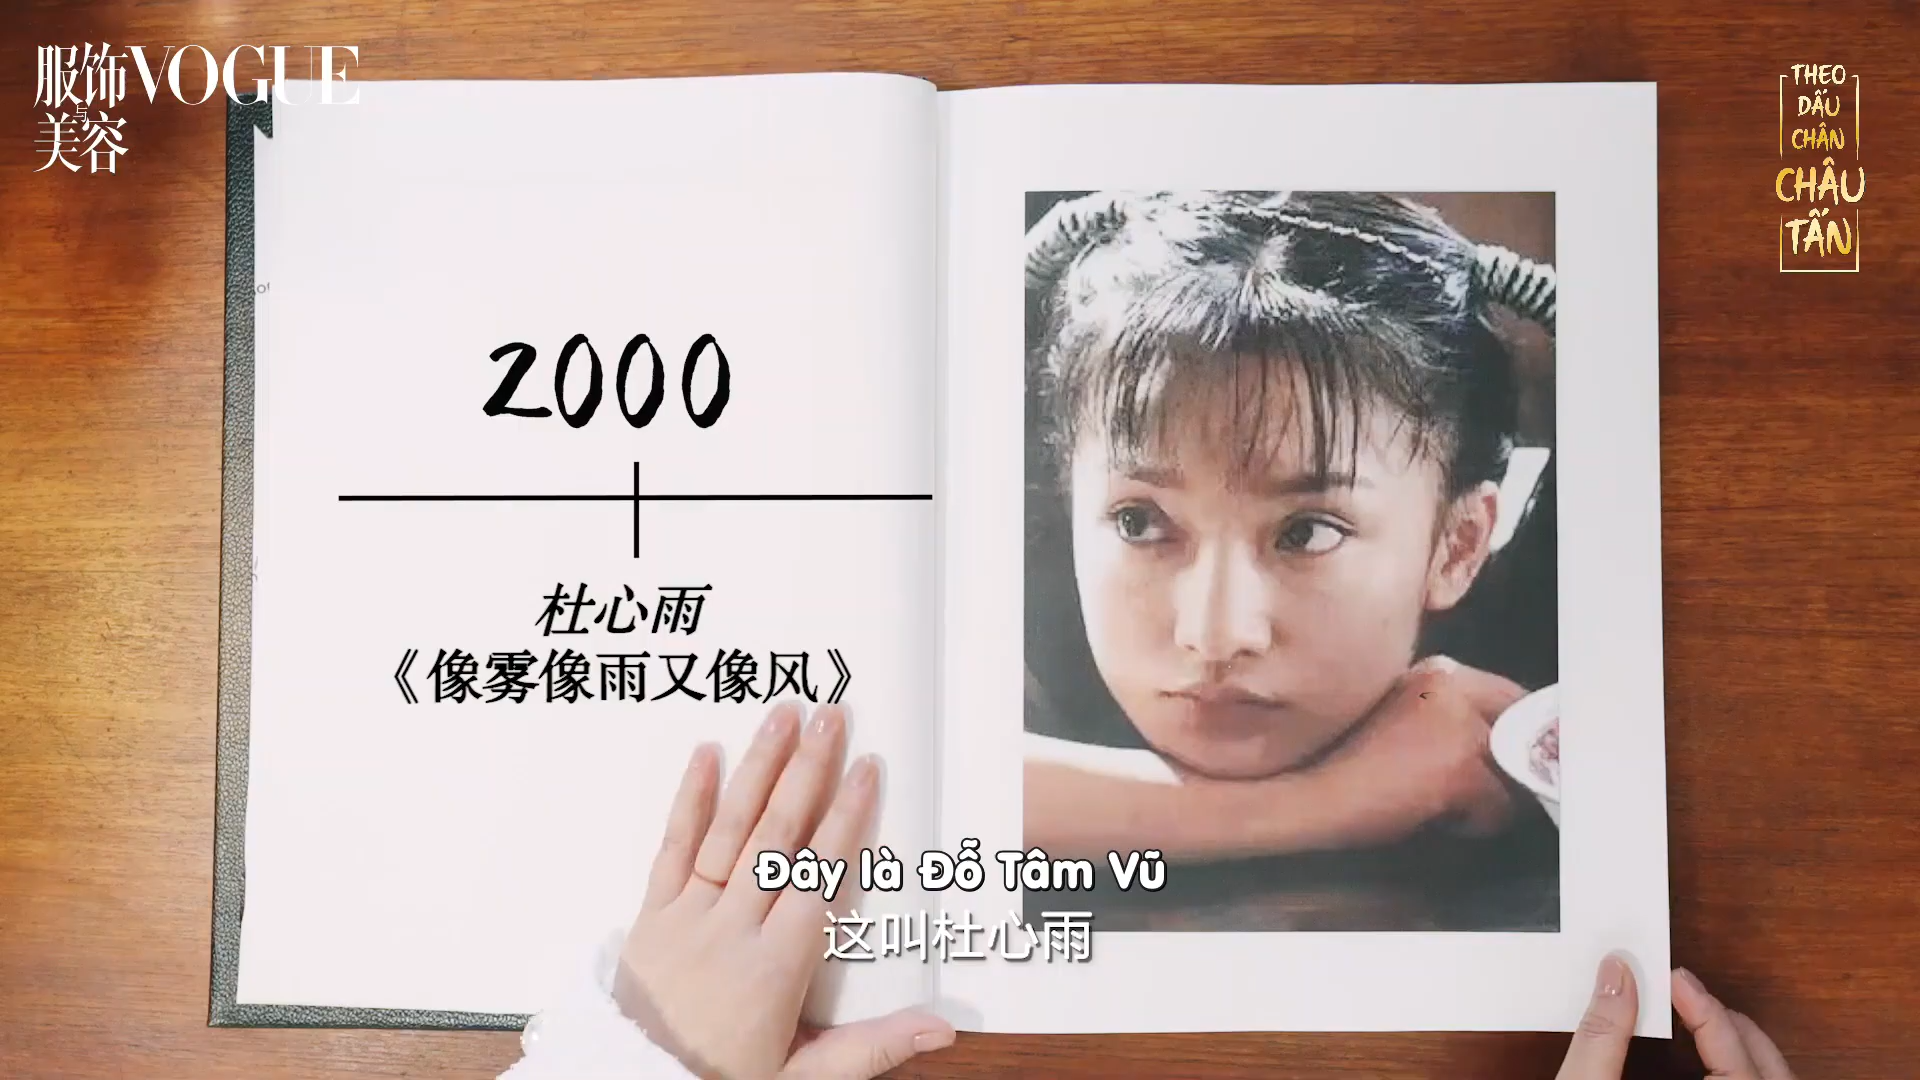 服饰VOGUE
与
美容
THEO
DẤU
CHÂN
CHÂU
TẤN
2000
杜心雨
《像雾像雨又像风》
Đây là Đỗ Tâm Vũ
这叫杜心雨